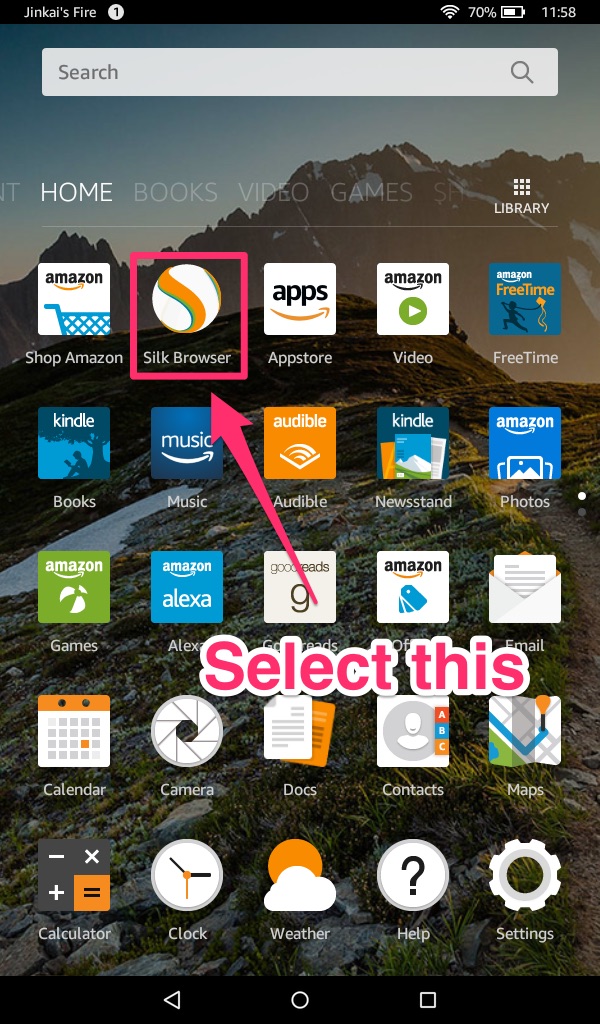 Jinkai's Fire 1 70% 11:58
Search
NT HOME BOOKS VIDEO GAMES SH
LIBRARY
amazon
apps
amazon
amazon
FreeTime
Shop Amazon Silk Browser Appstore Video FreeTime
kindle
music
audible
kindle
amazon
Books Music Audible Newsstand Photos
amazon
amazon
alexa
goodreads
g
amazon
Games Alexa Goodreads Email
Select this
A
B
C
Calendar Camera Docs Contacts Maps
Calculator Clock Weather Help Settings